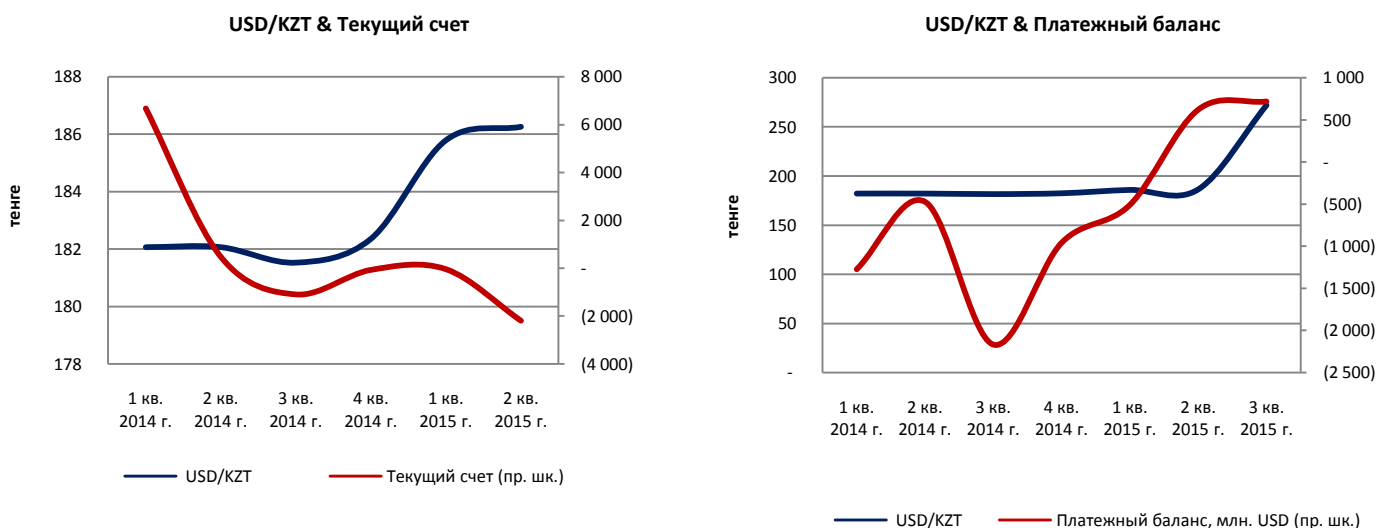 USD/KZT & Текущий счет
188
186
184
182
180
178
тенге
8 000
6 000
4 000
2 000
-
(2 000)
(4 000)
1 кв. 2 кв. 3 кв. 4 кв. 1 кв. 2 кв.
2014 г. 2014 г. 2014 г. 2014 г. 2015 г. 2015 г.
USD/KZT Текущий счет (пр. шк.)
USD/KZT & Платежный баланс
300
250
200
150
100
50
-
тенге
1 000
500
-
(500)
(1 000)
(1 500)
(2 000)
(2 500)
1 кв. 2 кв. 3 кв. 4 кв. 1 кв. 2 кв. 3 кв.
2014 г. 2014 г. 2014 г. 2014 г. 2015 г. 2015 г. 2015 г.
USD/KZT Платежный баланс, млн. USD (пр. шк.)